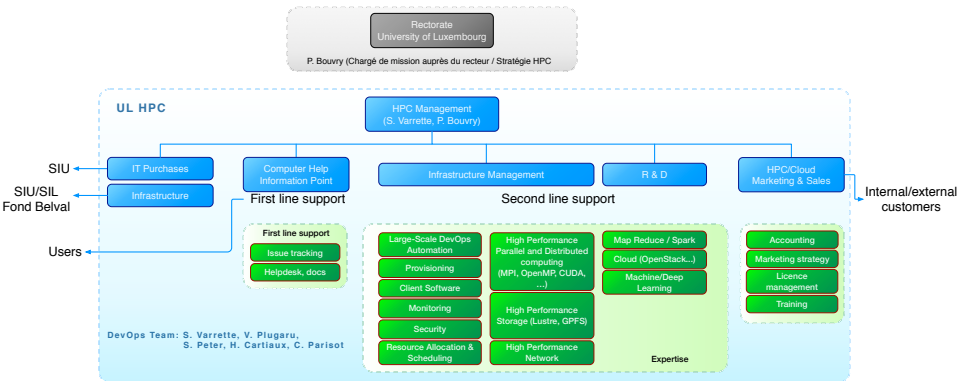 Rectorate
University of Luxembourg
P. Bouvry (Chargé de mission auprès du recteur / Stratégie HPC
UL HPC
HPC Management
(S. Varrette, P. Bouvry)
SIU
IT Purchases
Computer Help
Information Point
Infrastructure Management
R & D
HPC/Cloud
Marketing & Sales
SIU/SIL
Fond Belval
Infrastructure
First line support
Second line support
Internal/external
customers
Users
First line support
Issue tracking
Helpdesk, docs
Large-Scale DevOps
Automation
Provisioning
Client Software
Monitoring
Security
Resource Allocation &
Scheduling
High Performance
Parallel and Distributed
computing
(MPI, OpenMP, CUDA,
...)
High Performance
Storage (Lustre, GPFS)
High Performance
Network
Map Reduce / Spark
Cloud (OpenStack...)
Machine/Deep
Learning
Expertise
Accounting
Marketing strategy
Licence
management
Training
DevOps Team: S. Varrette, V. Plugaru,
S. Peter, H. Cartiaux, C. Parisot